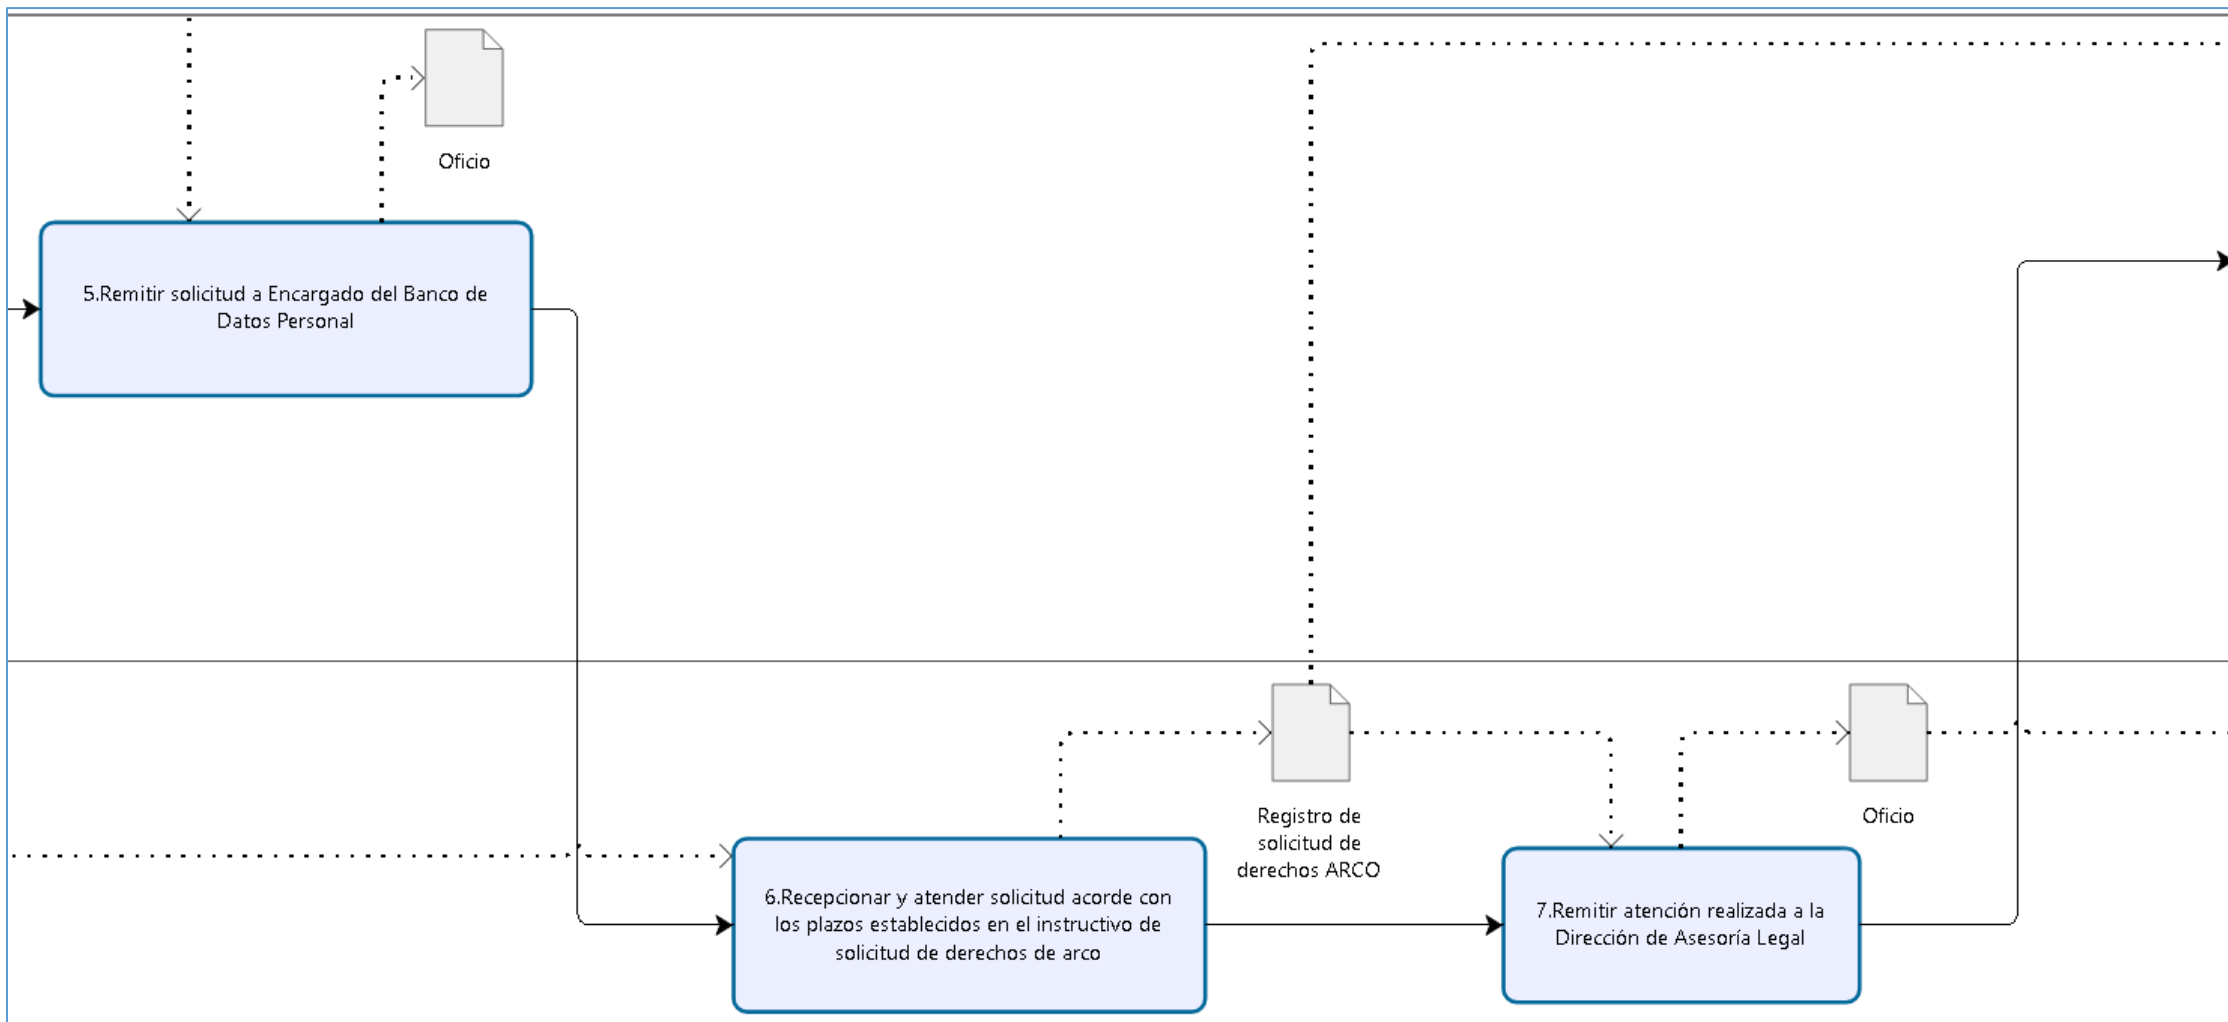 Oficio
5.Remitir solicitud a Encargado del Banco de
Datos Personal
Registro de
solicitud de
derechos ARCO
Oficio
6.Recepcionar y atender solicitud acorde con
los plazos establecidos en el instructivo de
solicitud de derechos de arco
7.Remitir atención realizada a la
Dirección de Asesoría Legal